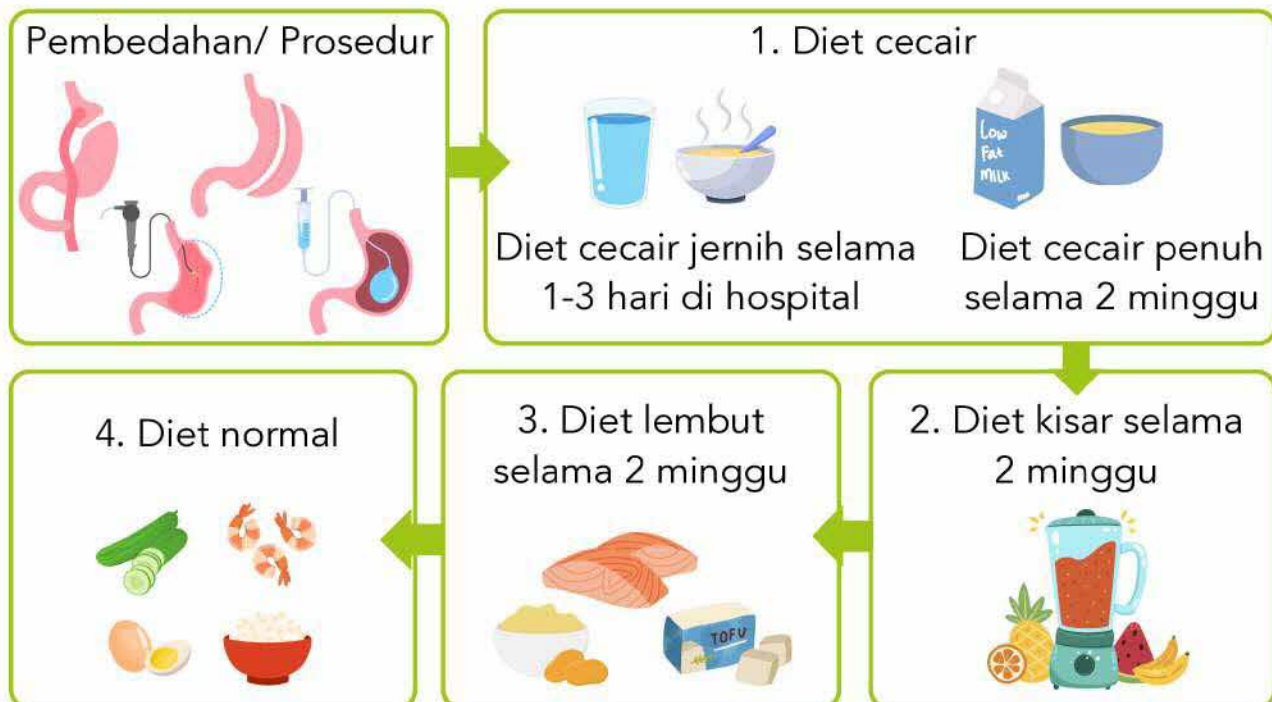 Pembedahan/ Prosedur
1. Diet cecair
Low
Fat
Milk
Diet cecair jernih selama
1-3 hari di hospital
Diet cecair penuh
selama 2 minggu
2. Diet kisar selama
2 minggu
3. Diet lembut
selama 2 minggu
TOFU
4. Diet normal